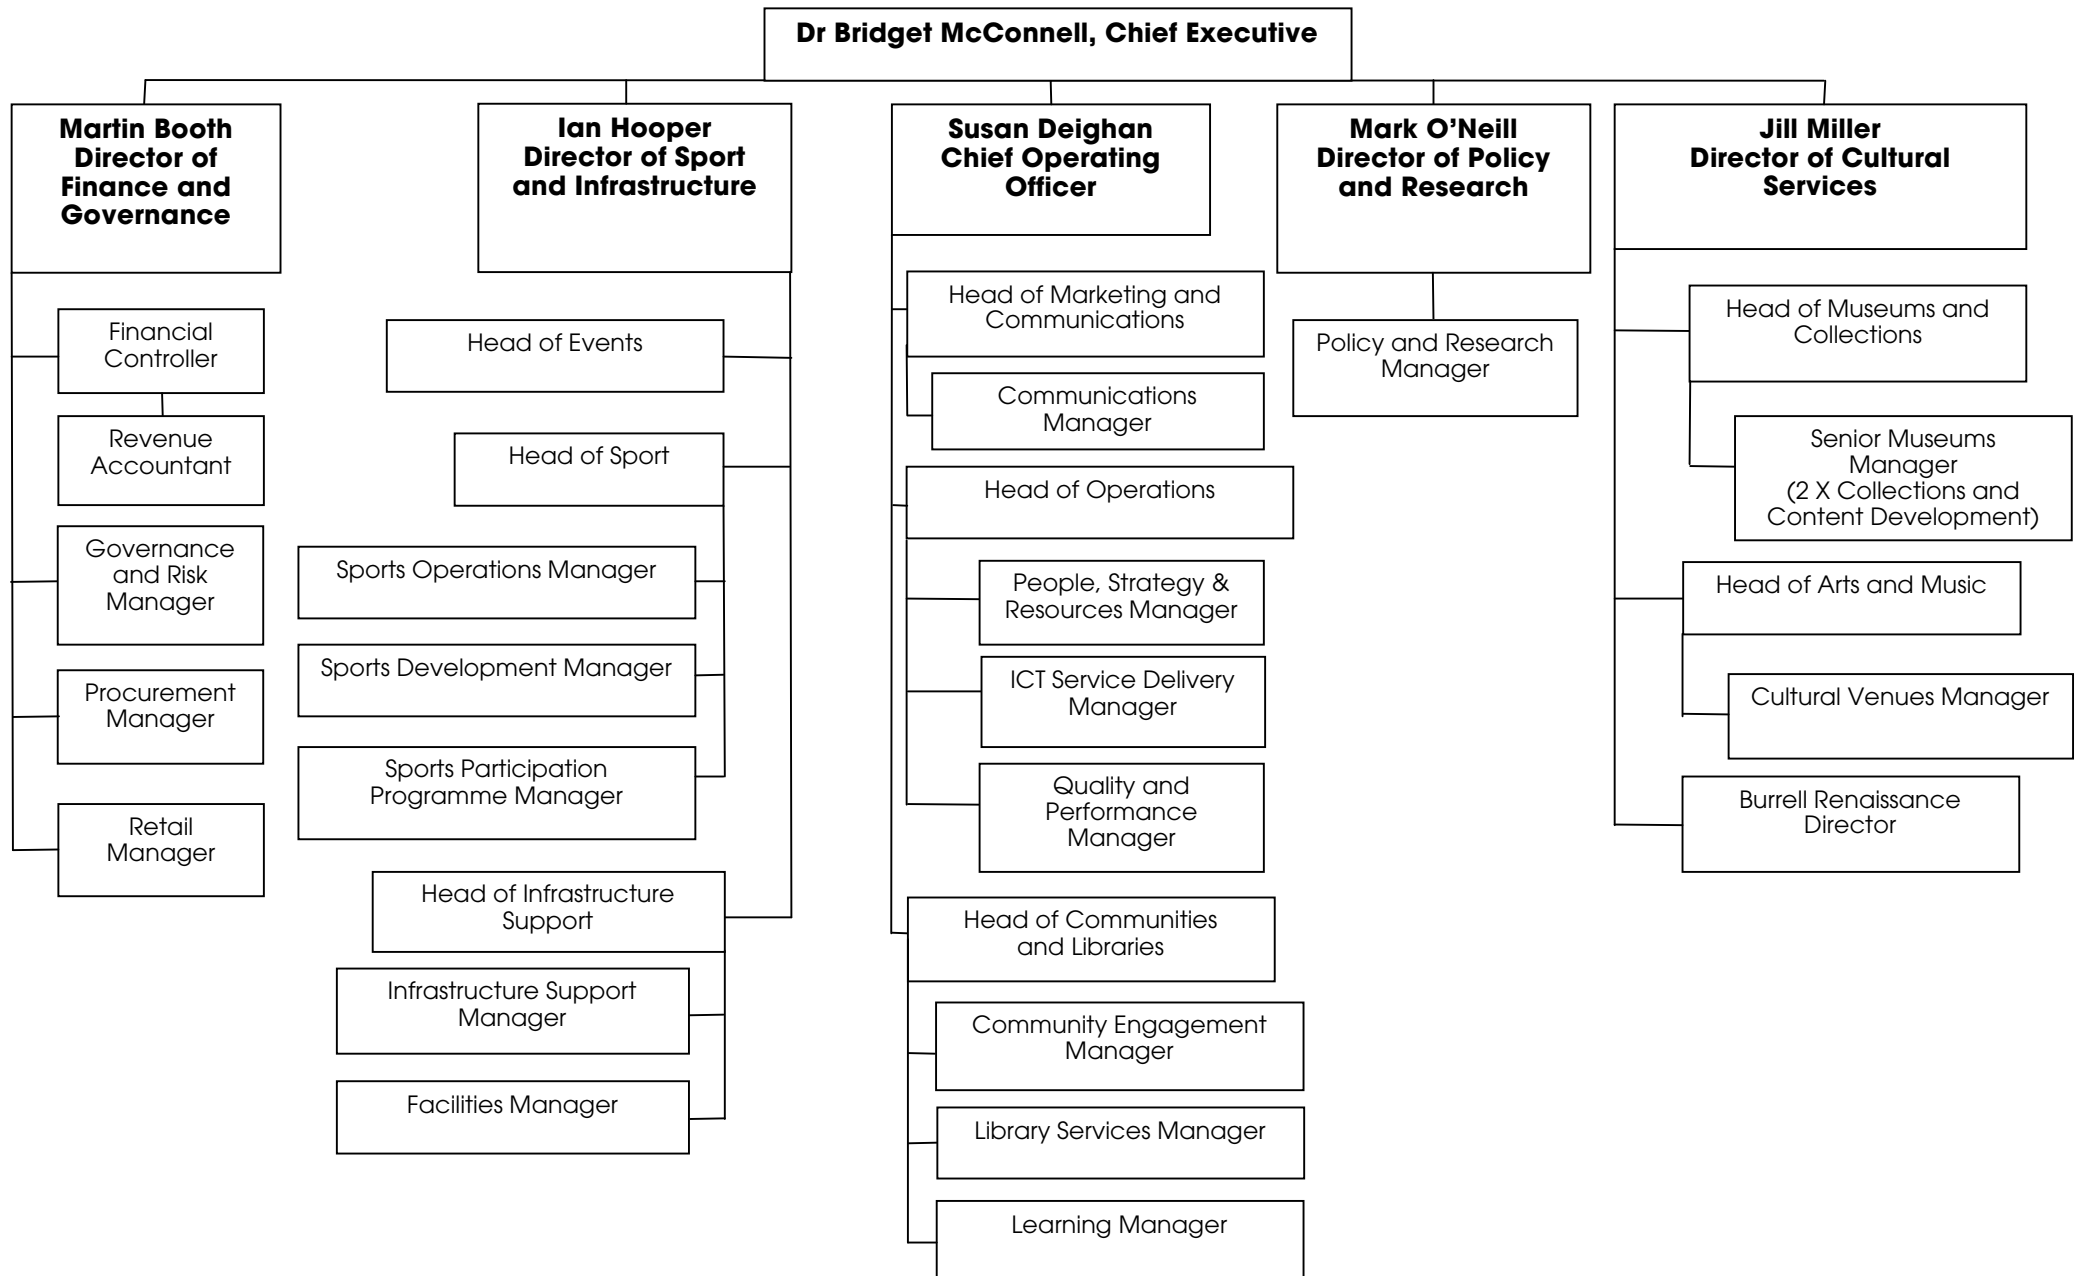 Dr Bridget McConnell, Chief Executive
Martin Booth
Director of
Finance and
Governance
Financial
Controller
Revenue
Accountant
Governance
and Risk
Manager
Procurement
Manager
Retail
Manager
Ian Hooper
Director of Sport
and Infrastructure
Head of Events
Head of Sport
Sports Operations Manager
Sports Development Manager
Sports Participation
Programme Manager
Head of Infrastructure
Support
Infrastructure Support
Manager
Facilities Manager
Susan Deighan
Chief Operating
Officer
Head of Marketing and
Communications
Communications
Manager
Head of Operations
People, Strategy &
Resources Manager
ICT Service Delivery
Manager
Quality and
Performance
Manager
Head of Communities
and Libraries
Community Engagement
Manager
Library Services Manager
Learning Manager
Mark O’Neill
Director of Policy
and Research
Policy and Research
Manager
Jill Miller
Director of Cultural
Services
Head of Museums and
Collections
Senior Museums
Manager
(2 X Collections and
Content Development)
Head of Arts and Music
Cultural Venues Manager
Burrell Renaissance
Director